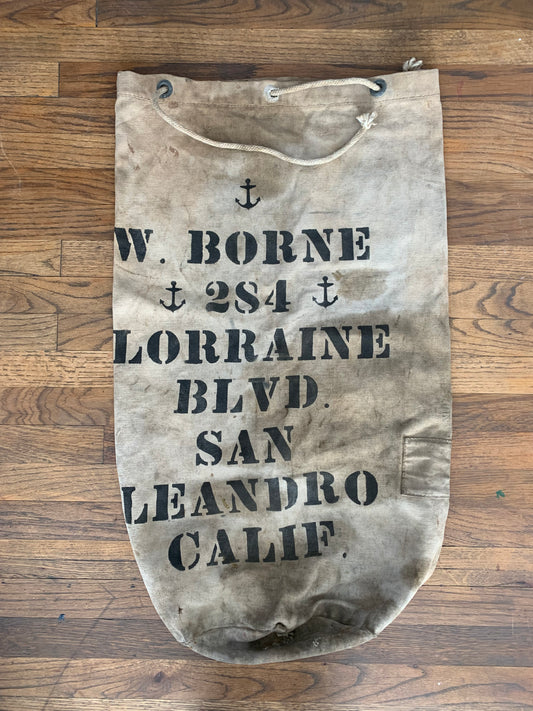 W. BORNE
284
LORRAINE
BLVD.
SAN
LEANDRO
CALIF.